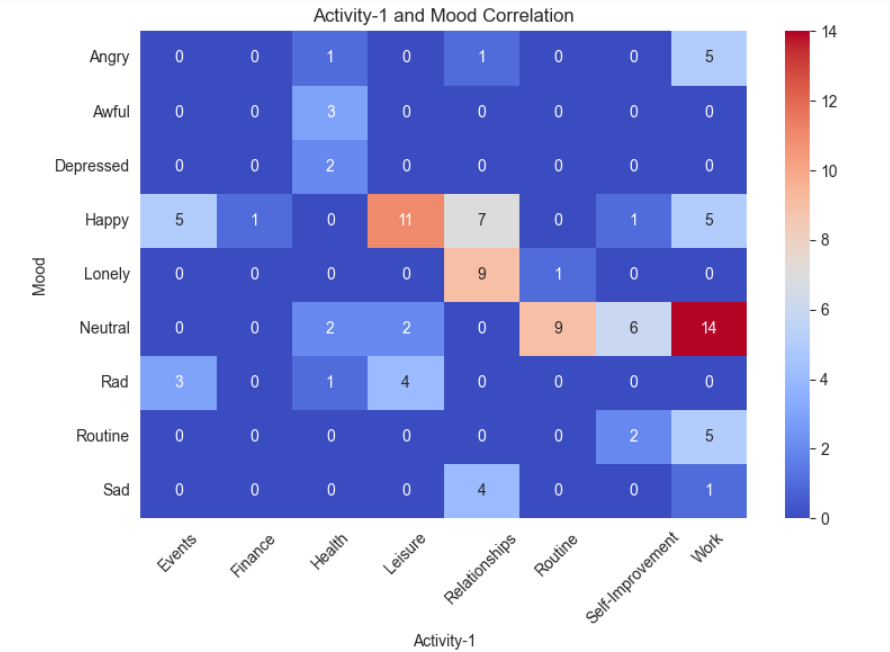 Activity-1 and Mood Correlation
Angry 0 0 1 0 1 0 0 5
Awful 0 0 3 0 0 0 0 0
Depressed 0 0 2 0 0 0 0 0
Happy 5 1 0 11 7 0 1 5
Lonely 0 0 0 0 9 1 0 0
Neutral 0 0 2 2 0 9 6 14
Rad 3 0 1 4 0 0 0 0
Routine 0 0 0 0 0 0 2 5
Sad 0 0 0 0 4 0 0 1
Mood
Events Finance Health Leisure Relationships Routine Self-Improvement Work
Activity-1
14
12
10
8
6
4
2
0